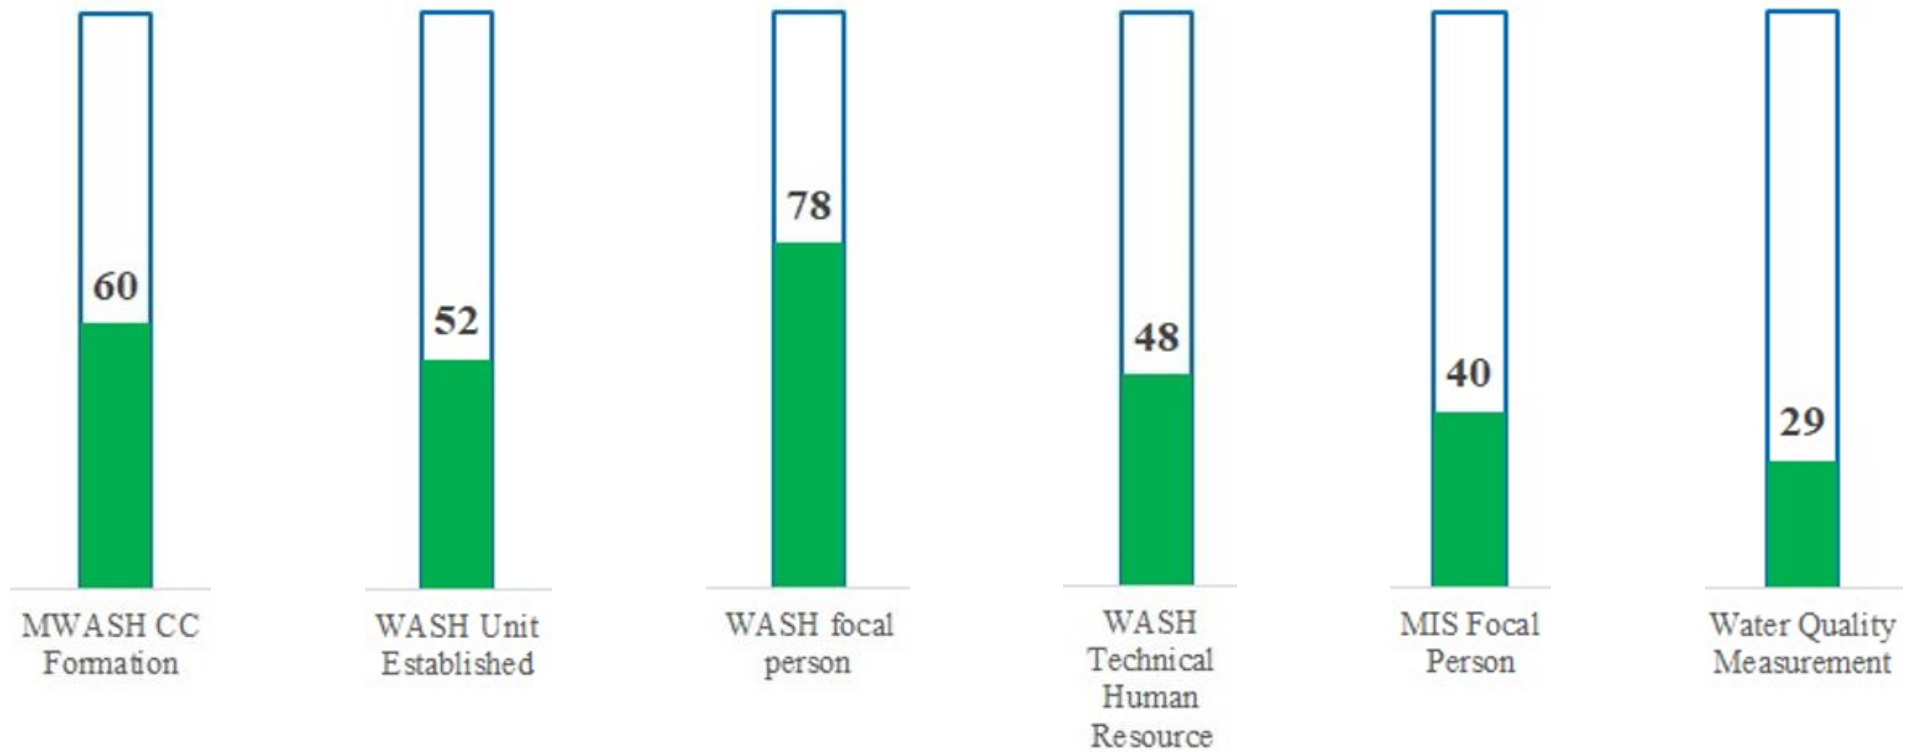 60
MWASH CC
Formation
52
WASH Unit
Established
78
WASH focal
person
48
WASH
Technical
Human
Resource
40
MIS Focal
Person
29
Water Quality
Measurement